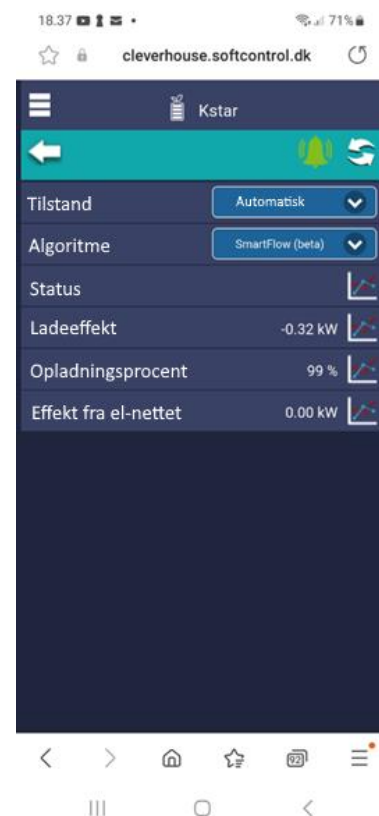 18.37 71%
cleverhouse.softcontrol.dk
Kstar
Tilstand Automatisk
Algoritme SmartFlow (beta)
Status
Ladeeffekt -0.32 kW
Opladningsprocent 99 %
Effekt fra el-nettet 0.00 kW
92